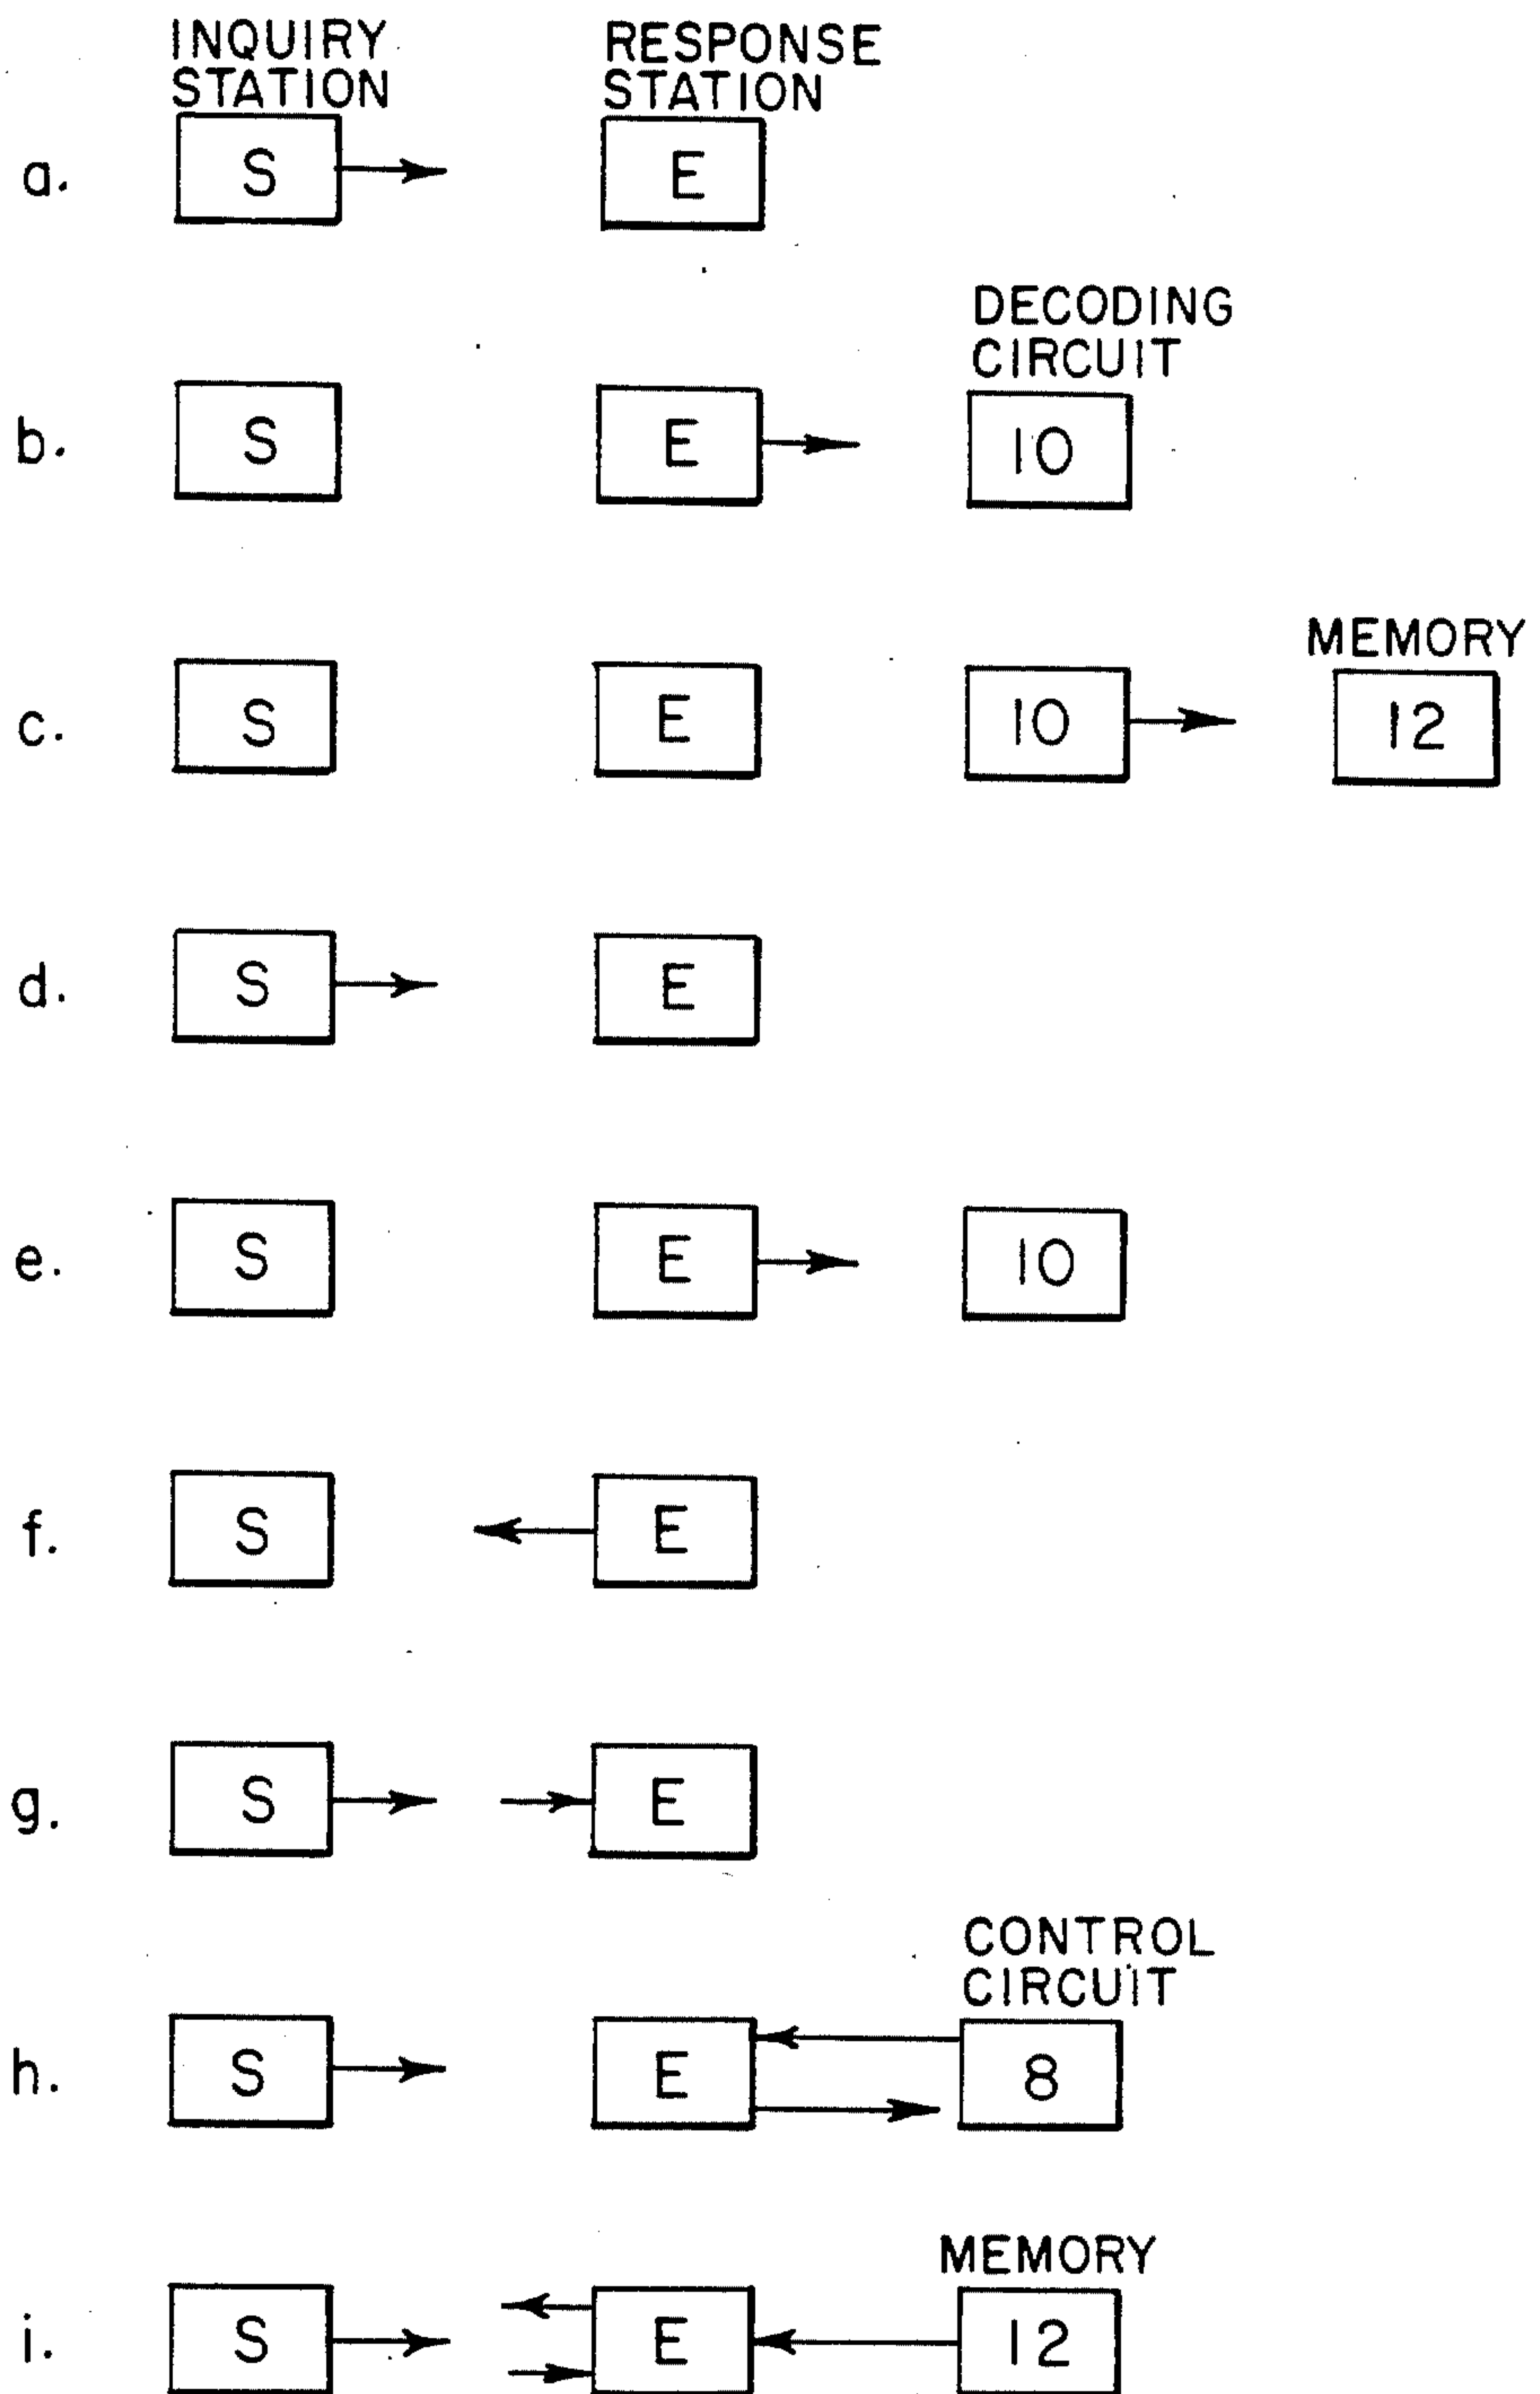 INQUIRY
STATION
RESPONSE
STATION
a.
S
E
DECODING
CIRCUIT
b.
S
E
10
MEMORY
c.
S
E
10
12
d.
S
E
e.
S
E
10
f.
S
E
g.
S
E
CONTROL
CIRCUIT
h.
S
E
8
MEMORY
i.
S
E
12